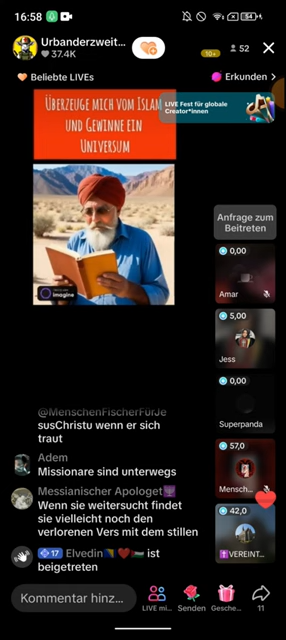 16:58
54
Urbanderzweit...
37.4K
10+
52
Beliebte LIVEs
Erkunden >
ÜBERZEUGE MICH VOM ISLAM
UND GEWINNE EIN
UNIVERSUM
LIVE Fest für globale
Creator*innen
imagine
Anfrage zum
Beitreten
0,00
Amar
5,00
Jess
0,00
Superpanda
57,0
Mensch...
42,0
VEREINT...
@MenschenFischerFürJe
susChristu wenn er sich
traut
Adem
Missionare sind unterwegs
Messianischer Apologet
Wenn sie weitersucht findet
sie vielleicht noch den
verlorenen Vers mit dem stillen
17 Elvedin ist
beigetreten
Kommentar hinz...
LIVE mi...
Senden
Gesche...
11